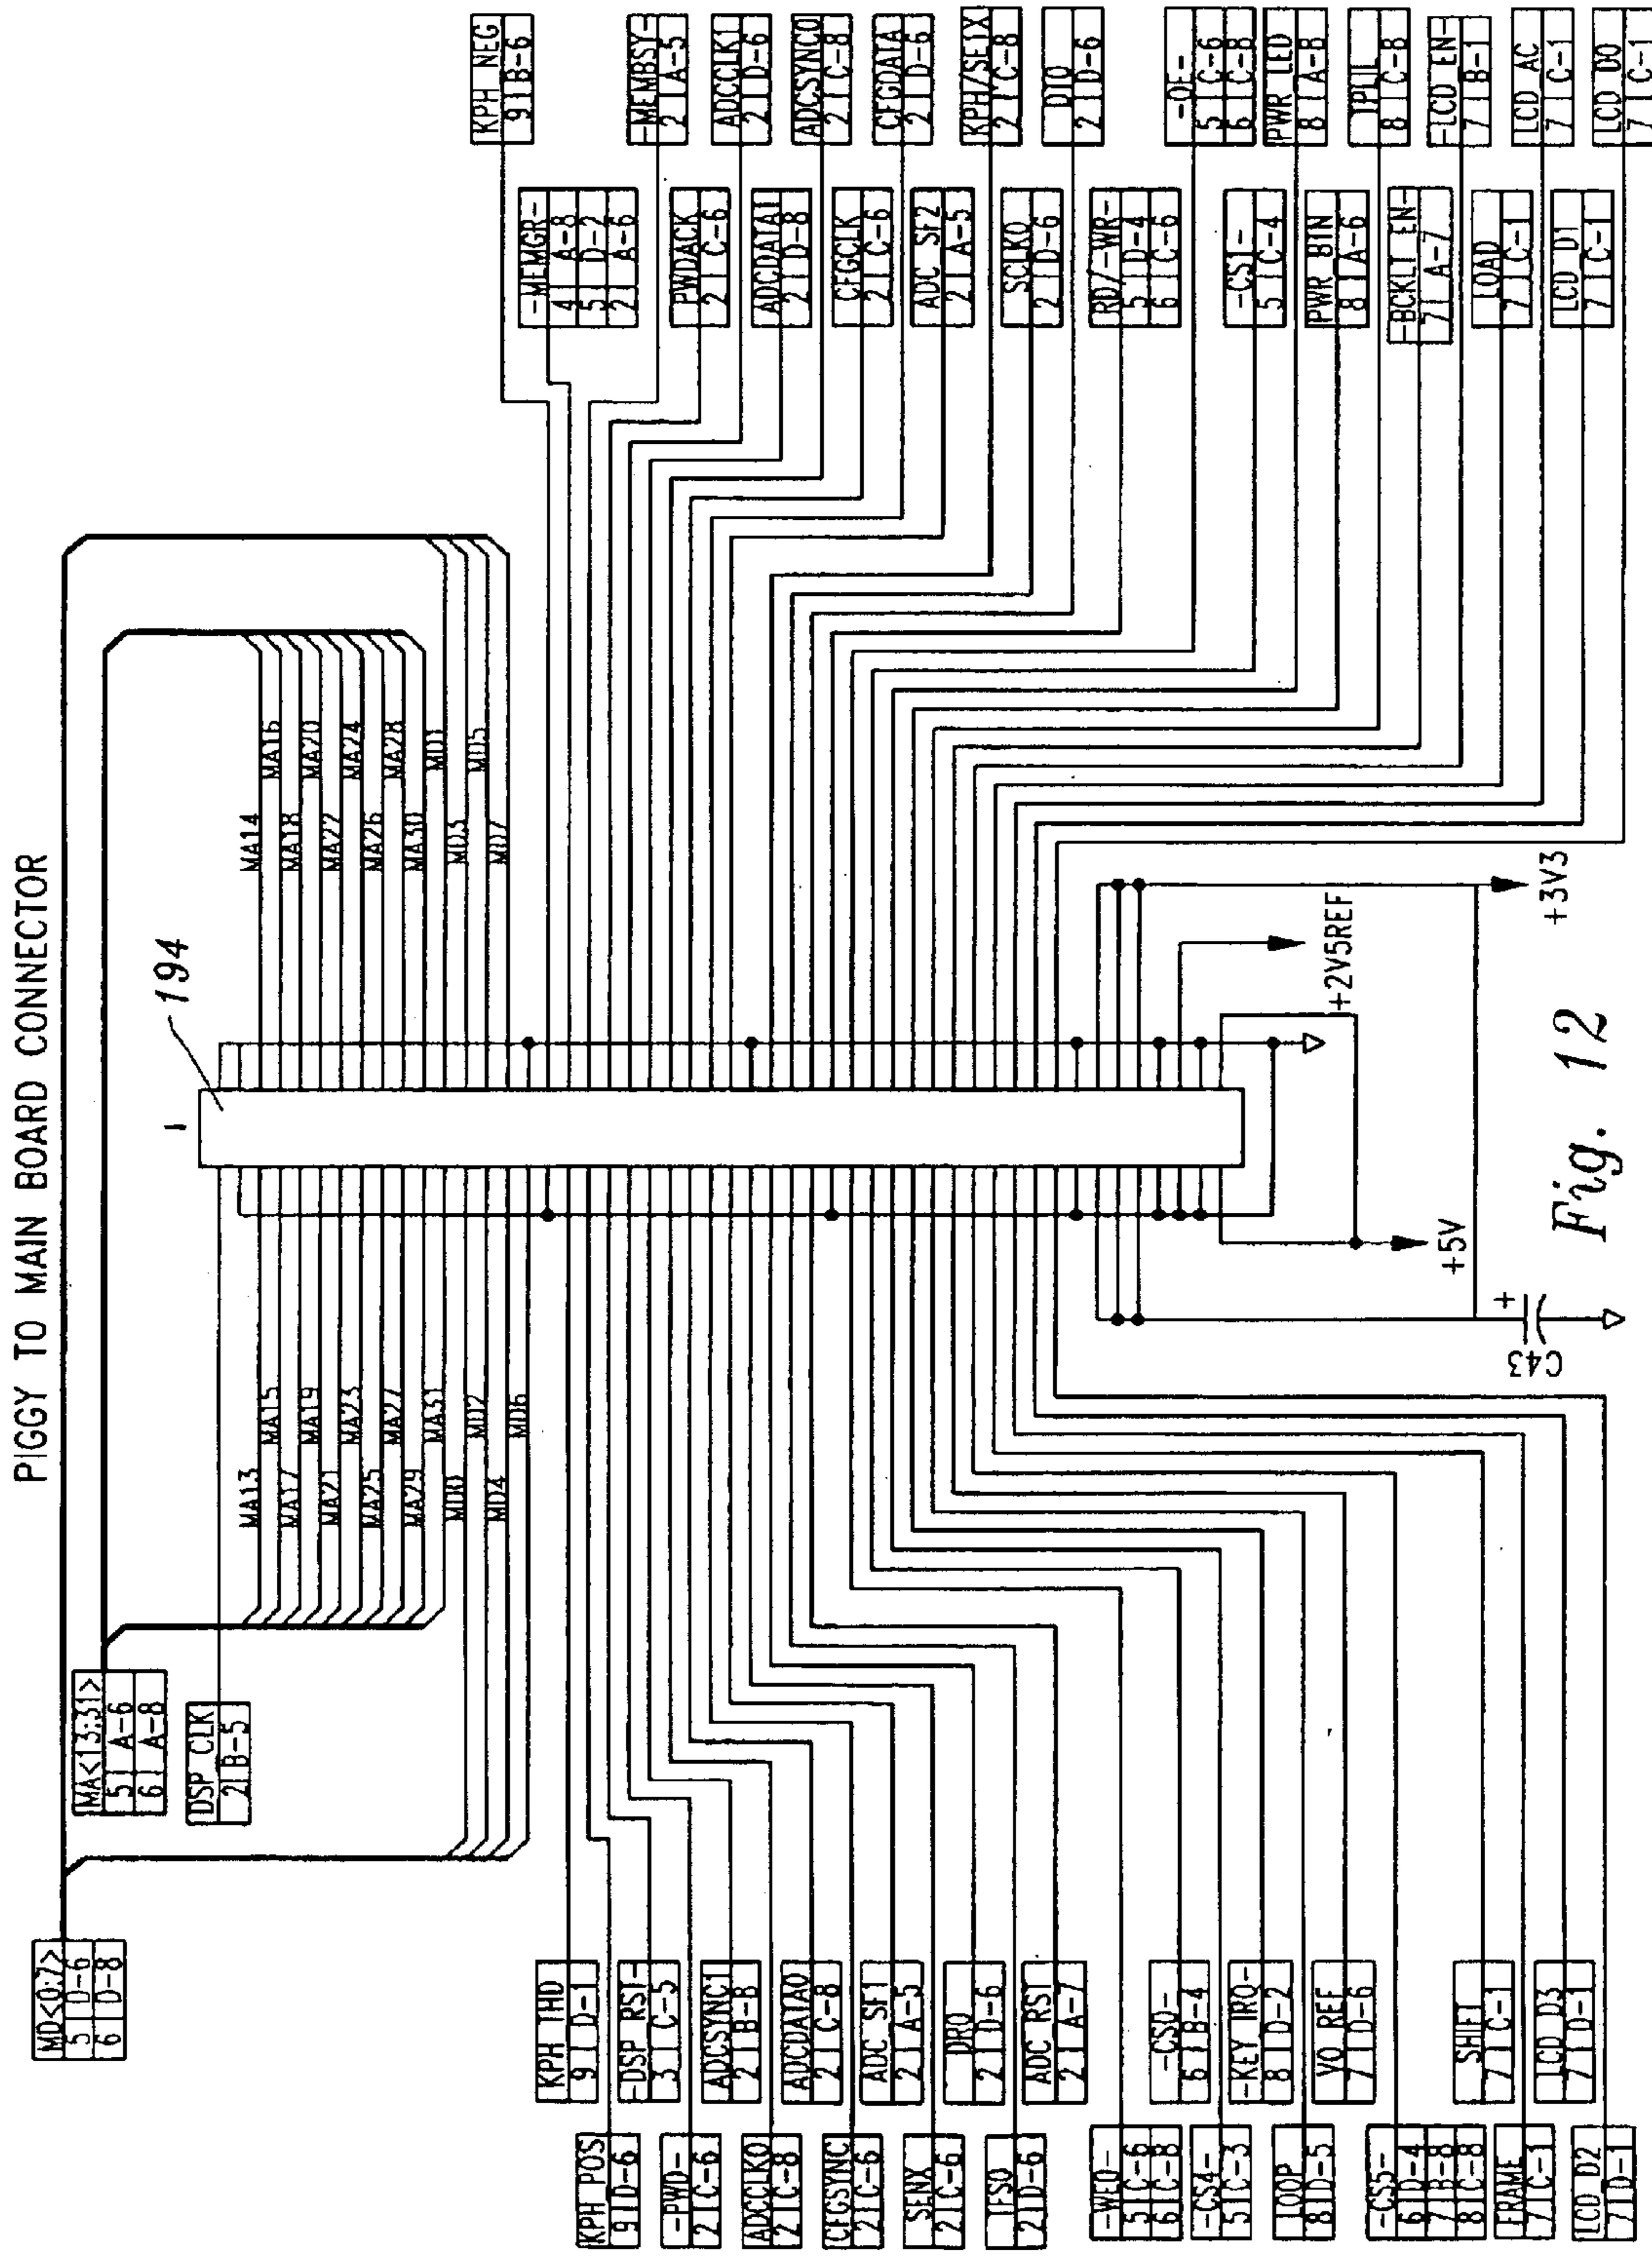 PIGGY TO MAIN BOARD CONNECTOR
194
1
MD<0:7>
5 D-6
6 D-8
MA<13:31>
5 A-6
6 A-8
DSP CLK
2 B-5
MA13
MA15
MA17
MA19
MA21
MA23
MA25
MA27
MA29
MA31
MD0
MD2
MD4
MD6
MA14
MA16
MA18
MA20
MA22
MA24
MA26
MA28
MA30
MD1
MD3
MD5
MD7
KPH THD
9 D-1
KPH POS
9 D-6
-DSP RST-
3 C-5
-PWD-
2 C-6
ADCSYNC1
2 B-8
ADCCLK0
2 C-8
ADCDATA0
2 C-8
CFGSYNC
2 C-6
ADC SF1
2 A-5
SENX
2 C-6
DR0
2 D-6
TFS0
2 D-6
ADC RST
2 A-7
-WE0-
5 C-6
6 C-8
-CS0-
6 B-4
-CS4-
5 C-3
-KEY IRQ-
8 D-2
LOOP
8 D-5
VO REF
7 D-6
-CS5-
6 D-4
7 B-8
8 C-8
SHIFT
7 C-1
FRAME
7 C-1
LCD D3
7 D-1
LCD D2
7 D-1
KPH NEG
9 B-6
-MEMGR-
4 A-8
5 D-2
2 A-6
-MEMBSY-
2 A-5
PWDACK
2 C-6
ADCCLK1
2 D-6
ADCDATA1
2 D-8
ADCSYNC0
2 C-8
CFGCLK
2 C-6
CFGDATA
2 D-6
ADC SF2
2 A-5
KPH/SE1X
2 C-8
SCLK0
2 D-6
DT0
2 D-6
RD/-WR-
5 D-4
6 C-6
-OE-
5 C-6
6 C-8
-CS1-
5 C-4
PWR LED
8 A-8
PWR BTN
8 A-6
TPLIL
8 C-8
-BCKLT EN-
7 A-7
-LCD EN-
7 B-1
LOAD
7 C-1
LCD AC
7 C-1
LCD D1
7 C-1
LCD D0
7 C-1
+5V
+2V5REF
+3V3
C43
+
Fig. 12